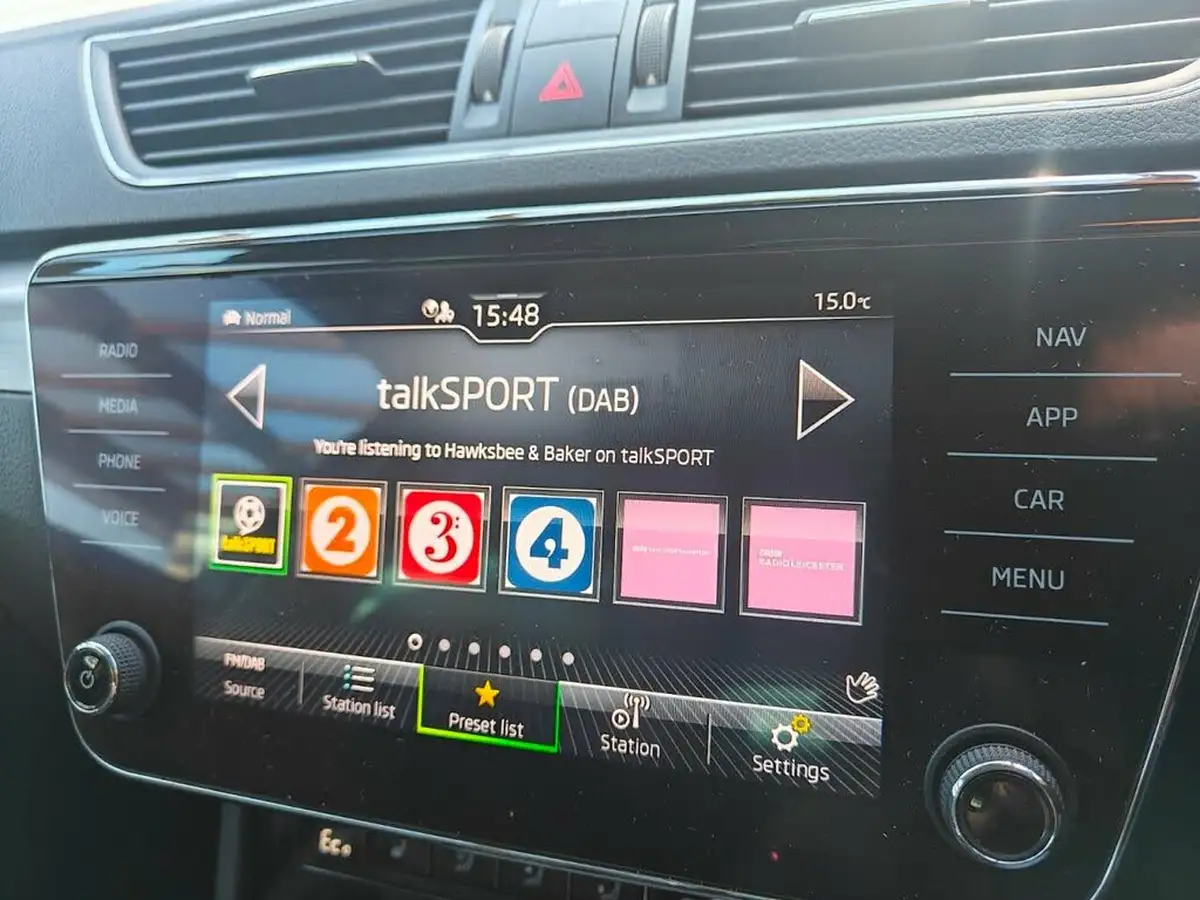 Normal
15:48
15.0°C
RADIO
MEDIA
PHONE
VOICE
NAV
APP
CAR
MENU
talkSPORT (DAB)
You're listening to Hawksbee & Baker on talkSPORT
talkSPORT
2
3
4
RADIO LEICESTER
FM/DAB
Source
Station list
Preset list
Station
Settings